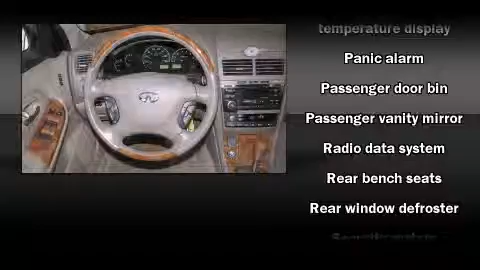 temperature display
Panic alarm
Passenger door bin
Passenger vanity mirror
Radio data system
Rear bench seats
Rear window defroster